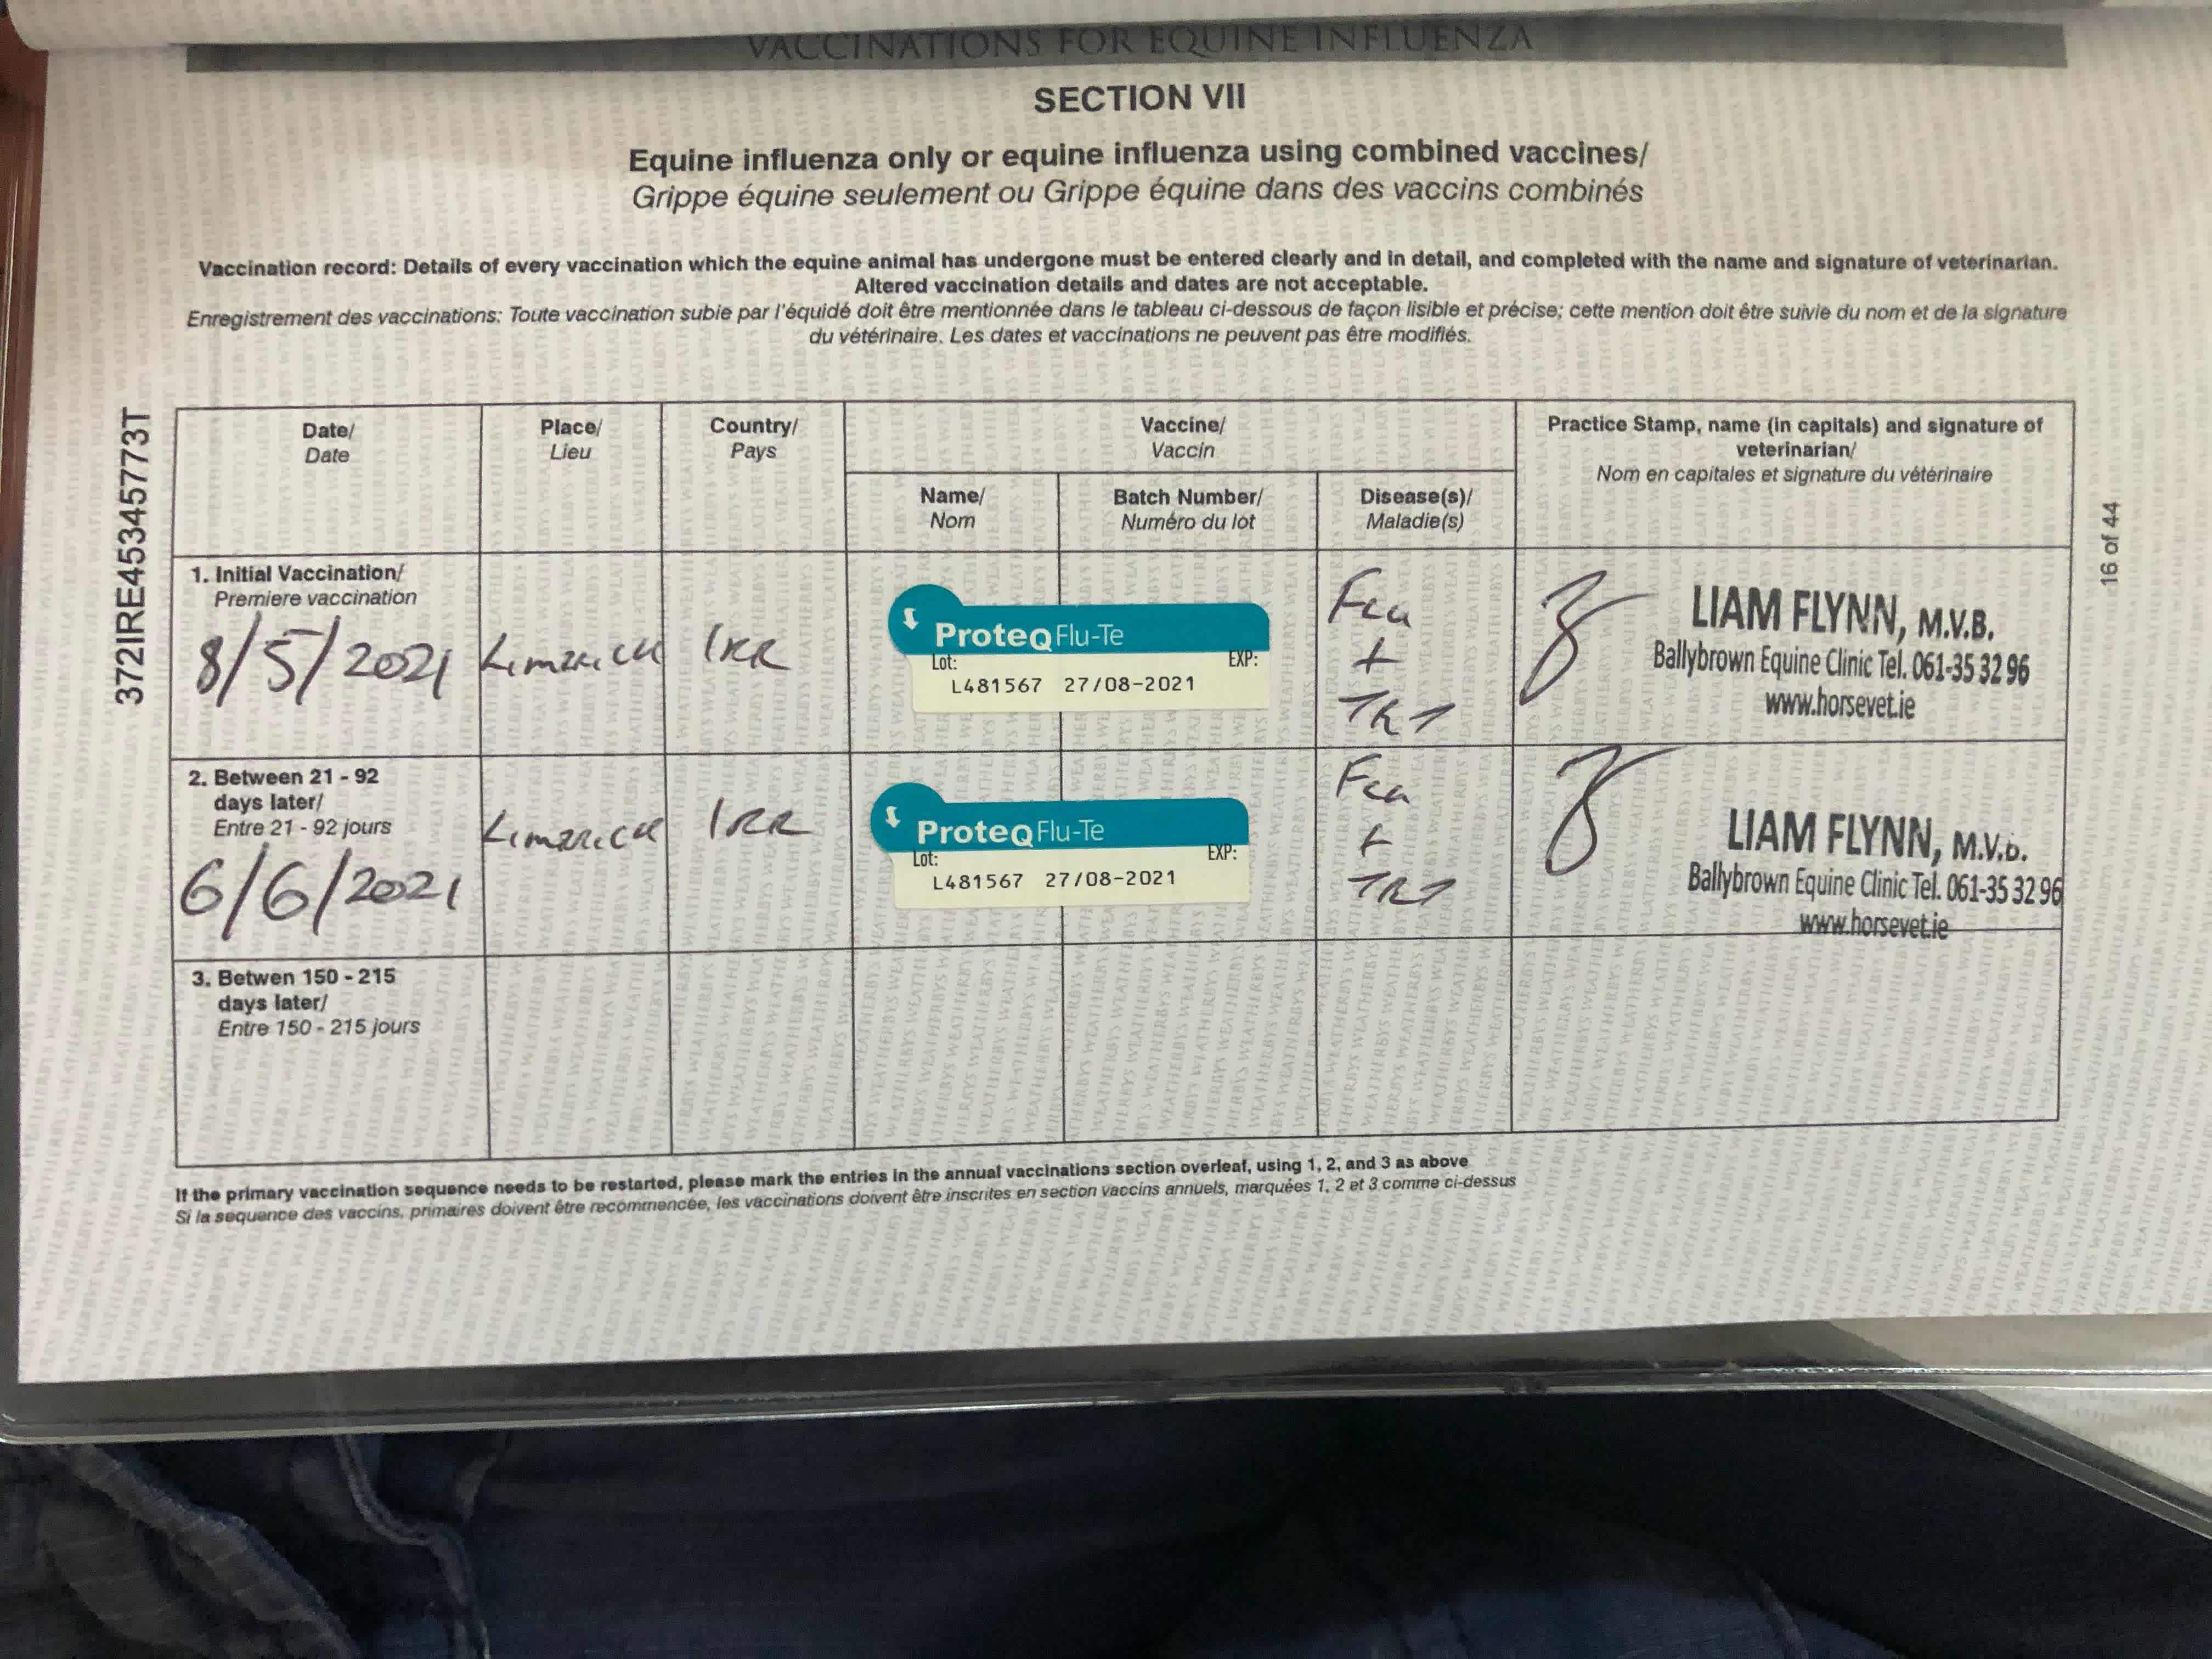 VACCINATIONS FOR EQUINE INFLUENZA
SECTION VII
Equine influenza only or equine influenza using combined vaccines/
Grippe équine seulement ou Grippe équine dans des vaccins combinés
Vaccination record: Details of every vaccination which the equine animal has undergone must be entered clearly and in detail, and completed with the name and signature of veterinarian.
Altered vaccination details and dates are not acceptable.
Enregistrement des vaccinations: Toute vaccination subie par l'équidé doit être mentionnée dans le tableau ci-dessous de façon lisible et précise; cette mention doit être suivie du nom et de la signature
du vétérinaire. Les dates et vaccinations ne peuvent pas être modifiés.
372IRE45345773T
16 of 44
Date/
Date
Place/
Lieu
Country/
Pays
Vaccine/
Vaccin
Name/
Nom
Batch Number/
Numéro du lot
Disease(s)/
Maladie(s)
Practice Stamp, name (in capitals) and signature of
veterinarian/
Nom en capitales et signature du vétérinaire
1. Initial Vaccination/
Premiere vaccination
8/5/2021
Limerick
IRR
ProteqFlu-Te
Lot: EXP:
L481567 27/08-2021
Flu
+
TET
LIAM FLYNN, M.V.B.
Ballybrown Equine Clinic Tel. 061-35 32 96
www.horsevet.ie
2. Between 21 - 92
days later/
Entre 21 - 92 jours
6/6/2021
Limerick
IRR
ProteqFlu-Te
Lot: EXP:
L481567 27/08-2021
Flu
+
TET
LIAM FLYNN, M.V.B.
Ballybrown Equine Clinic Tel. 061-35 32 96
www.horsevet.ie
3. Betwen 150 - 215
days later/
Entre 150 - 215 jours
If the primary vaccination sequence needs to be restarted, please mark the entries in the annual vaccinations section overleaf, using 1, 2, and 3 as above
Si la sequence des vaccins, primaires doivent être recommencée, les vaccinations doivent être inscrites en section vaccins annuels, marquées 1, 2 et 3 comme ci-dessus